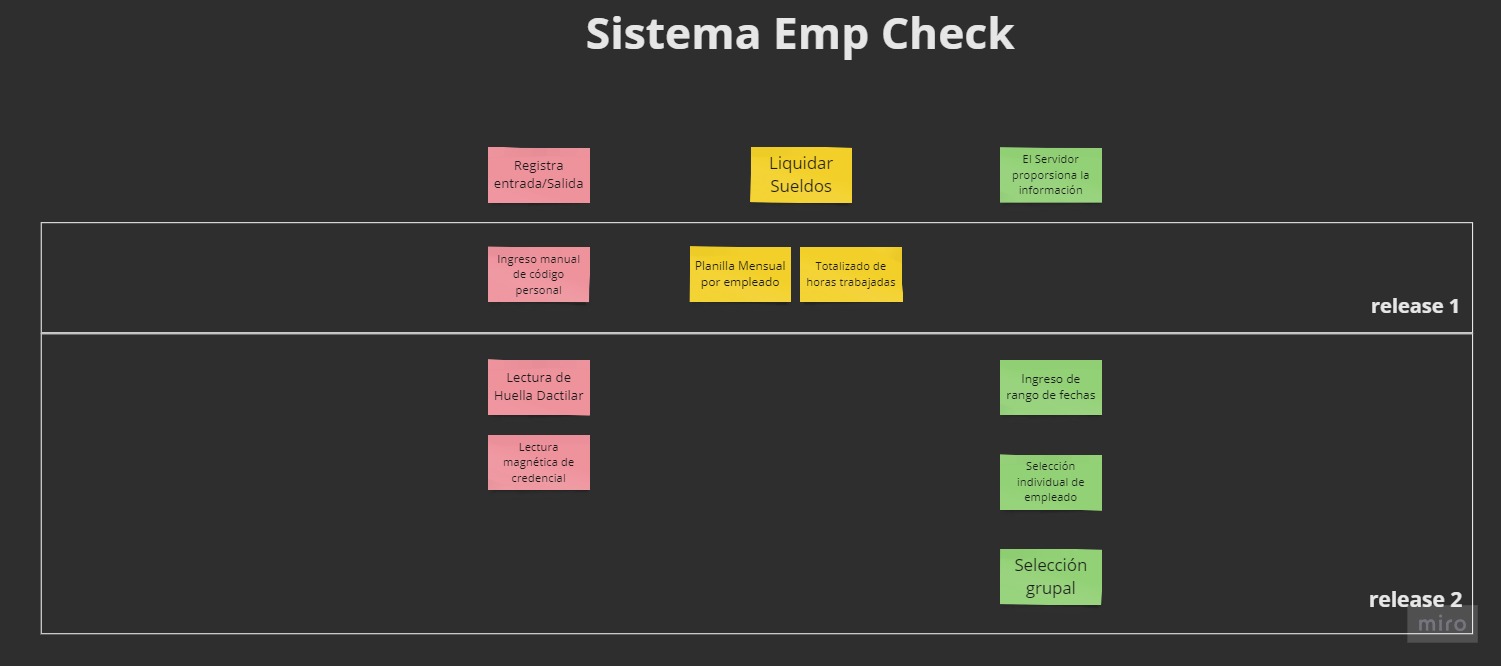 Sistema Emp Check
Registra
entrada/Salida
Liquidar
Sueldos
El Servidor
proporsiona la
información
Ingreso manual
de código
personal
Planilla Mensual
por empleado
Totalizado de
horas trabajadas
release 1
Lectura de
Huella Dactilar
Ingreso de
rango de fechas
Lectura
magnética de
credencial
Selección
individual de
empleado
Selección
grupal
release 2
miro